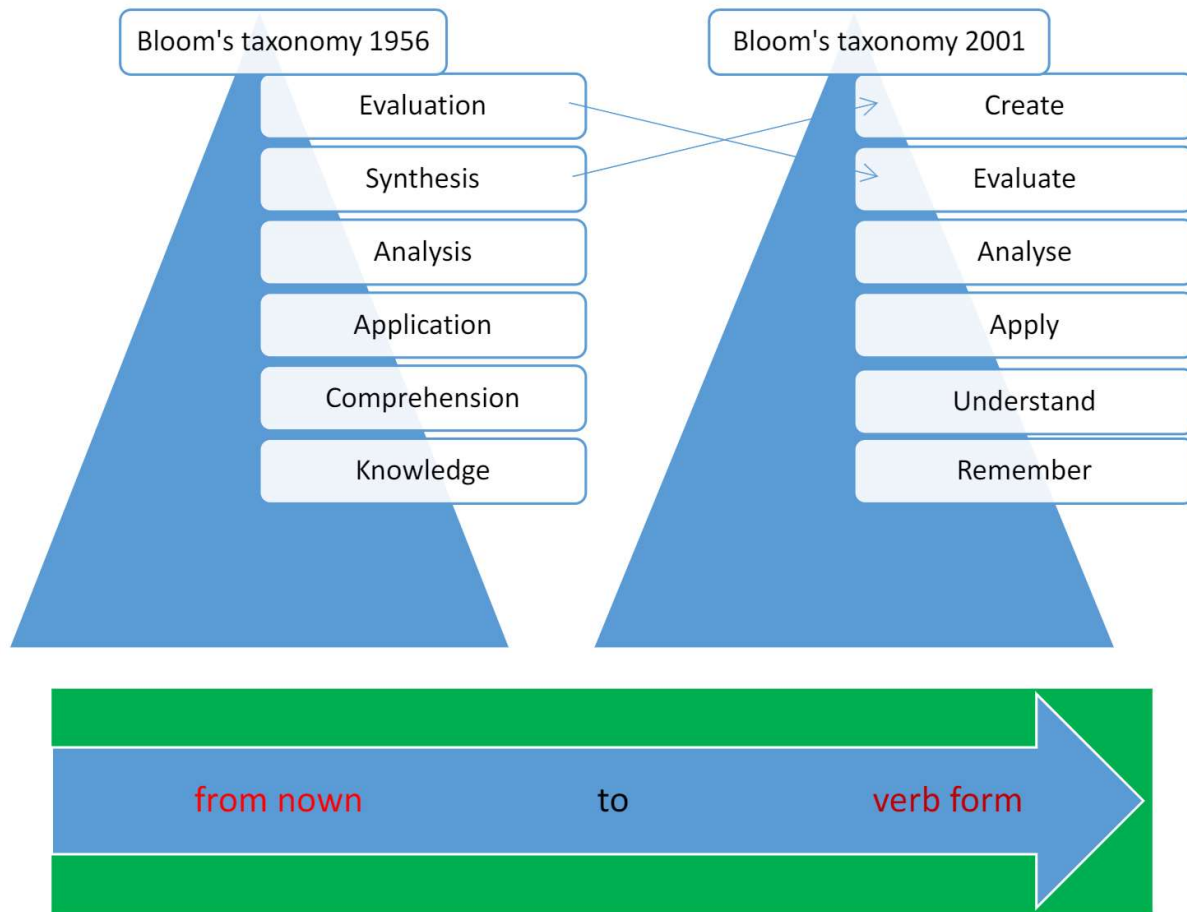 Bloom's taxonomy 1956
Evaluation
Synthesis
Analysis
Application
Comprehension
Knowledge
Bloom's taxonomy 2001
Create
Evaluate
Analyse
Apply
Understand
Remember
from nown to verb form